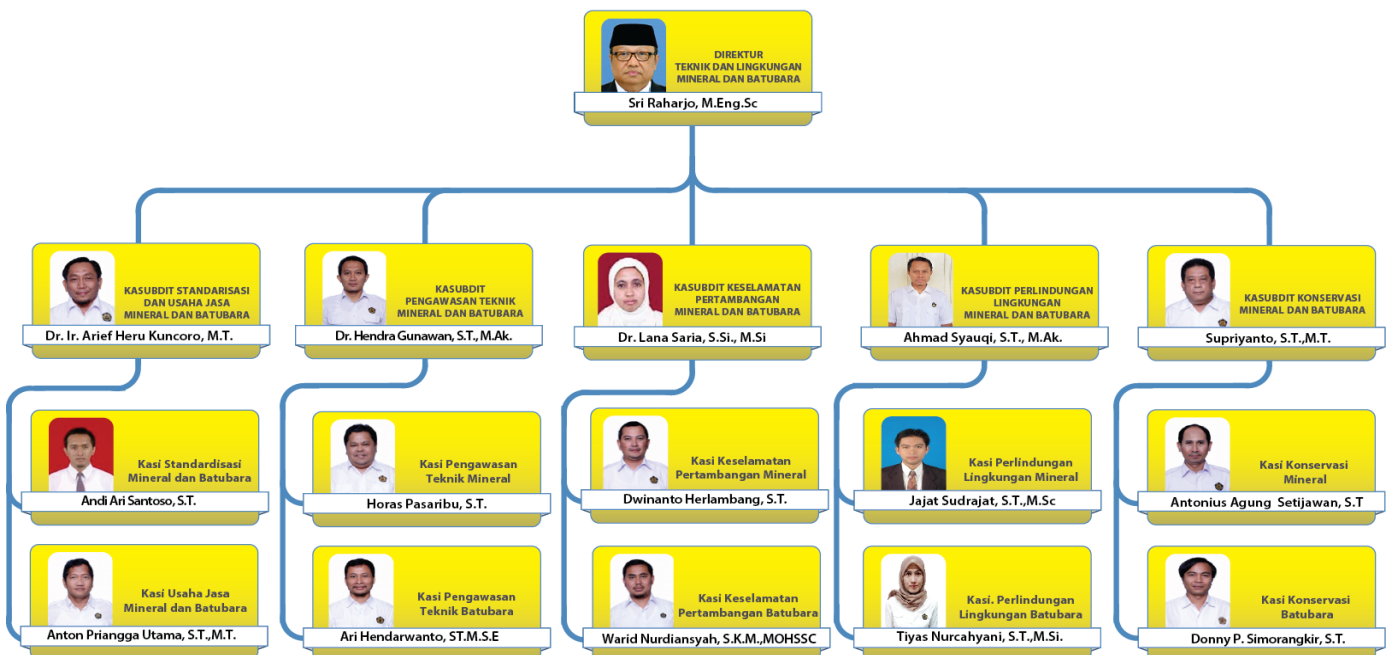 DIREKTUR
TEKNIK DAN LINGKUNGAN
MINERAL DAN BATUBARA
Sri Raharjo, M.Eng.Sc
KASUBDIT STANDARISASI
DAN USAHA JASA
MINERAL DAN BATUBARA
Dr. Ir. Arief Heru Kuncoro, M.T.
KASUBDIT
PENGAWASAN TEKNIK
MINERAL DAN BATUBARA
Dr. Hendra Gunawan, S.T., M.Ak.
KASUBDIT KESELAMATAN
PERTAMBANGAN
MINERAL DAN BATUBARA
Dr. Lana Saria, S.Si., M.Si
KASUBDIT PERLINDUNGAN
LINGKUNGAN
MINERAL DAN BATUBARA
Ahmad Syauqi, S.T., M.Ak.
KASUBDIT KONSERVASI
MINERAL DAN BATUBARA
Supriyanto, S.T.,M.T.
Kasi Standardisasi
Mineral dan Batubara
Andi Ari Santoso, S.T.
Kasi Pengawasan
Teknik Mineral
Horas Pasaribu, S.T.
Kasi Keselamatan
Pertambangan Mineral
Dwinanto Herlambang, S.T.
Kasi Perlindungan
Lingkungan Mineral
Jajat Sudrajat, S.T.,M.Sc
Kasi Konservasi
Mineral
Antonius Agung Setijawan, S.T
Kasi Usaha Jasa
Mineral dan Batubara
Anton Priangga Utama, S.T.,M.T.
Kasi Pengawasan
Teknik Batubara
Ari Hendarwanto, ST.M.S.E
Kasi Keselamatan
Pertambangan Batubara
Warid Nurdiansyah, S.K.M.,MOHSSC
Kasi. Perlindungan
Lingkungan Batubara
Tiyas Nurcahyani, S.T.,M.Si.
Kasi Konservasi
Batubara
Donny P. Simorangkir, S.T.